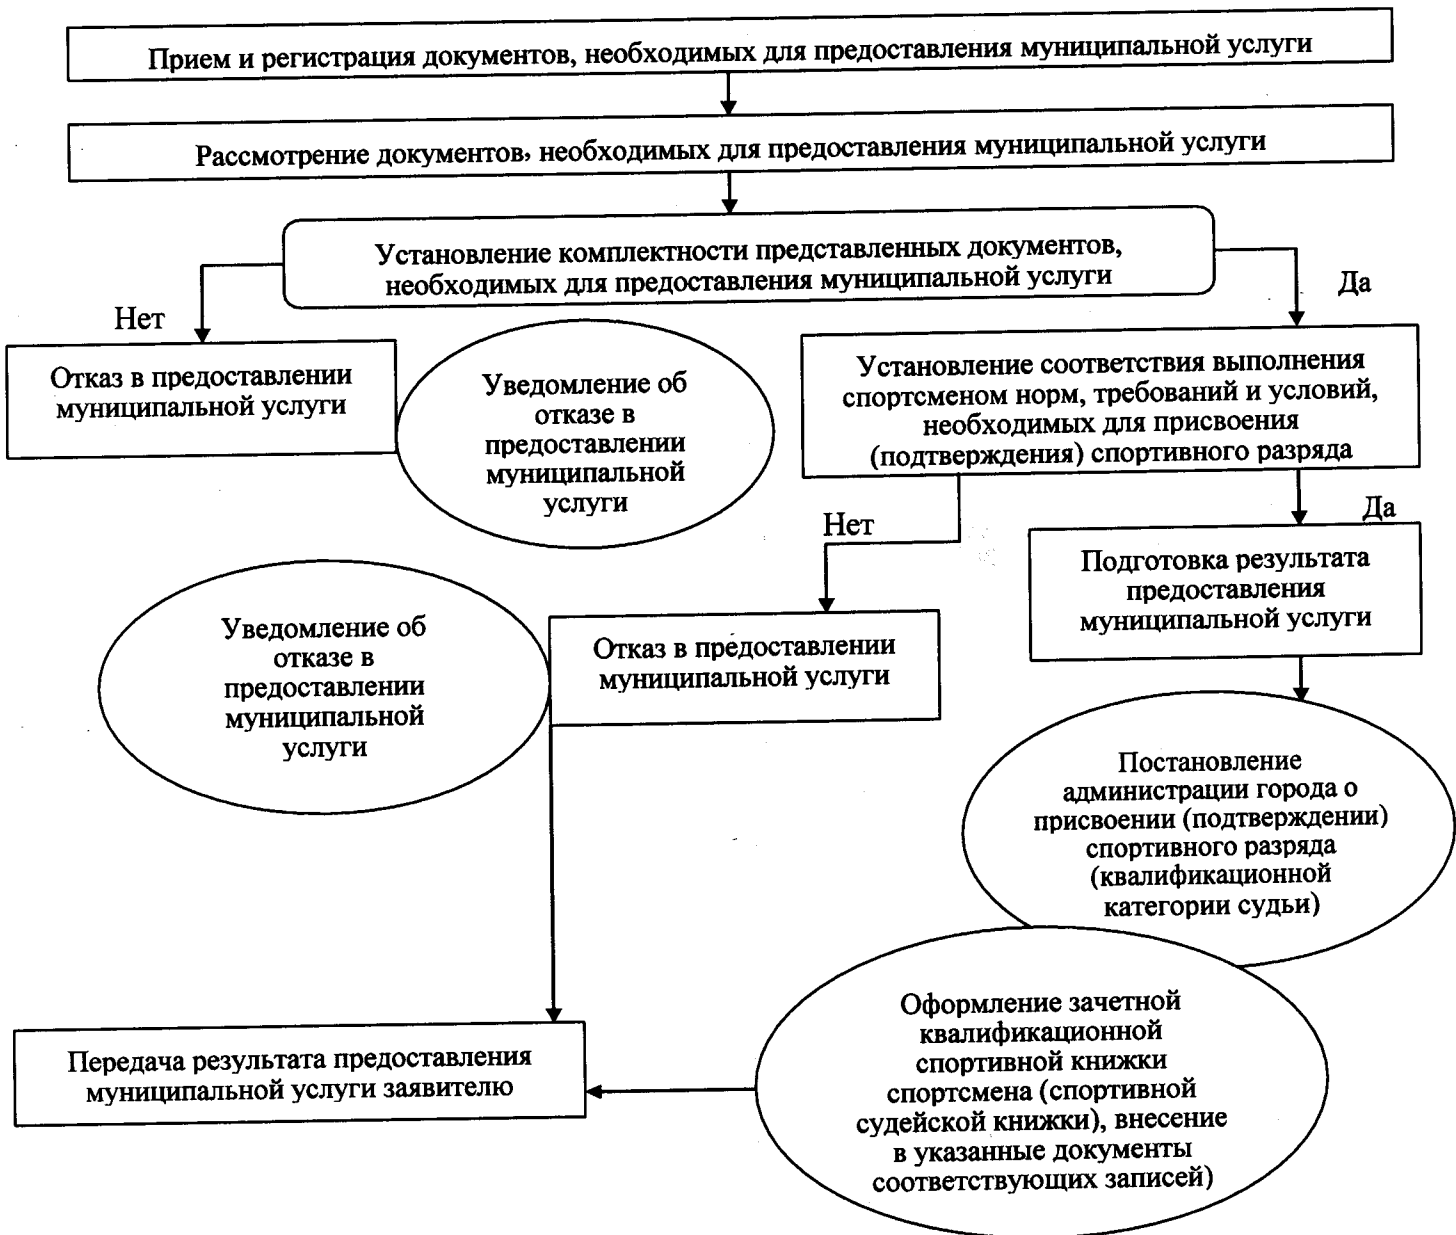 Прием и регистрация документов, необходимых для предоставления муниципальной услуги
Рассмотрение документов, необходимых для предоставления муниципальной услуги
Установление комплектности представленных документов,
необходимых для предоставления муниципальной услуги
Да
Нет
Отказ в предоставлении
муниципальной услуги
Уведомление об
отказе в
предоставлении
муниципальной
услуги
Установление соответствия выполнения
спортсменом норм, требований и условий,
необходимых для присвоения
(подтверждения) спортивного разряда
Нет
Да
Подготовка результата
предоставления
муниципальной услуги
Уведомление об
отказе в
предоставлении
муниципальной
услуги
Отказ в предоставлении
муниципальной услуги
Постановление
администрации города о
присвоении (подтверждении)
спортивного разряда
(квалификационной
категории судьи)
Оформление зачетной
квалификационной
спортивной книжки
спортсмена (спортивной
судейской книжки), внесение
в указанные документы
соответствующих записей)
Передача результата предоставления
муниципальной услуги заявителю